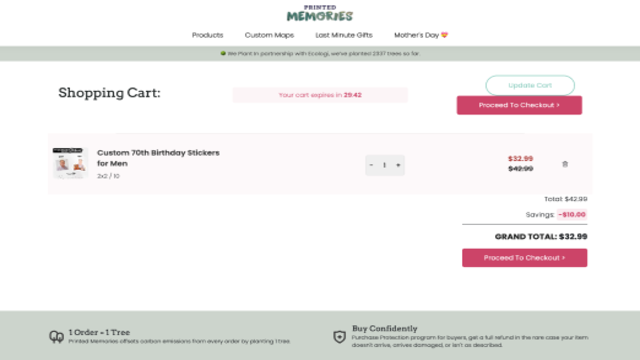 PRINTED
MEMORIES
Products Custom Maps Last Minute Gifts Mother's Day
We Plant in partnership with Ecologi, we've planted 2337 trees so far.
Shopping Cart:
Your cart expires in 29:42
Update Cart
Proceed To Checkout >
Custom 70th Birthday Stickers
for Men
2x2 / 10
- 1 +
$32.99
$42.99
Total: $42.99
Savings: -$10.00
GRAND TOTAL: $32.99
Proceed To Checkout >
1 Order = 1 Tree
Printed Memories offsets carbon emissions from every order by planting 1 tree
Buy Confidently
Purchase Protection program for buyers, get a full refund in the rare case your item
doesn't arrive, arrives damaged, or isn't as described.